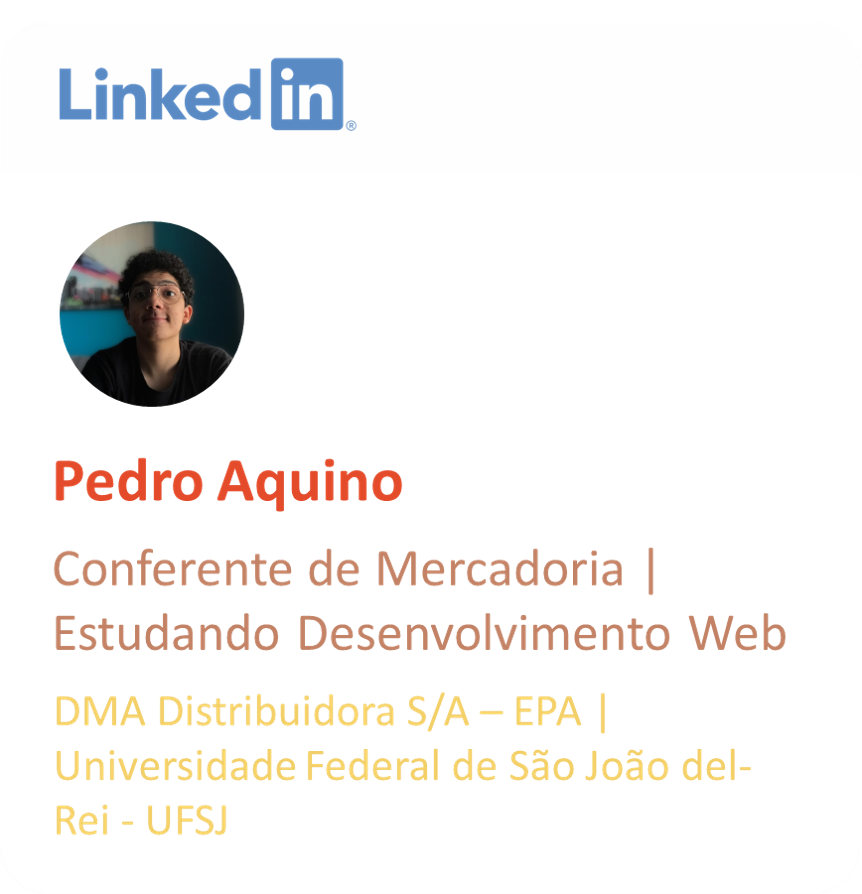 Linked in®
Pedro Aquino
Conferente de Mercadoria |
Estudando Desenvolvimento Web
DMA Distribuidora S/A – EPA |
Universidade Federal de São João del-
Rei - UFSJ